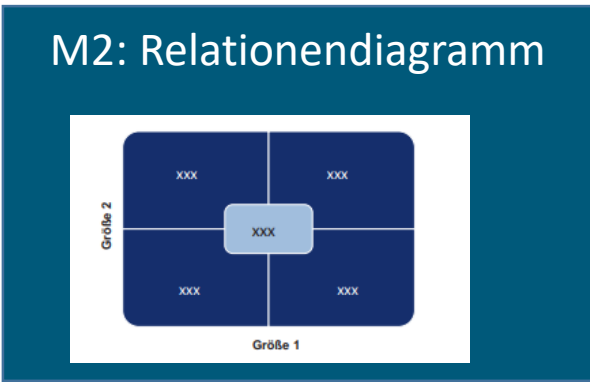 M2: Relationendiagramm
xxx xxx
Größe 2
xxx
xxx xxx
Größe 1